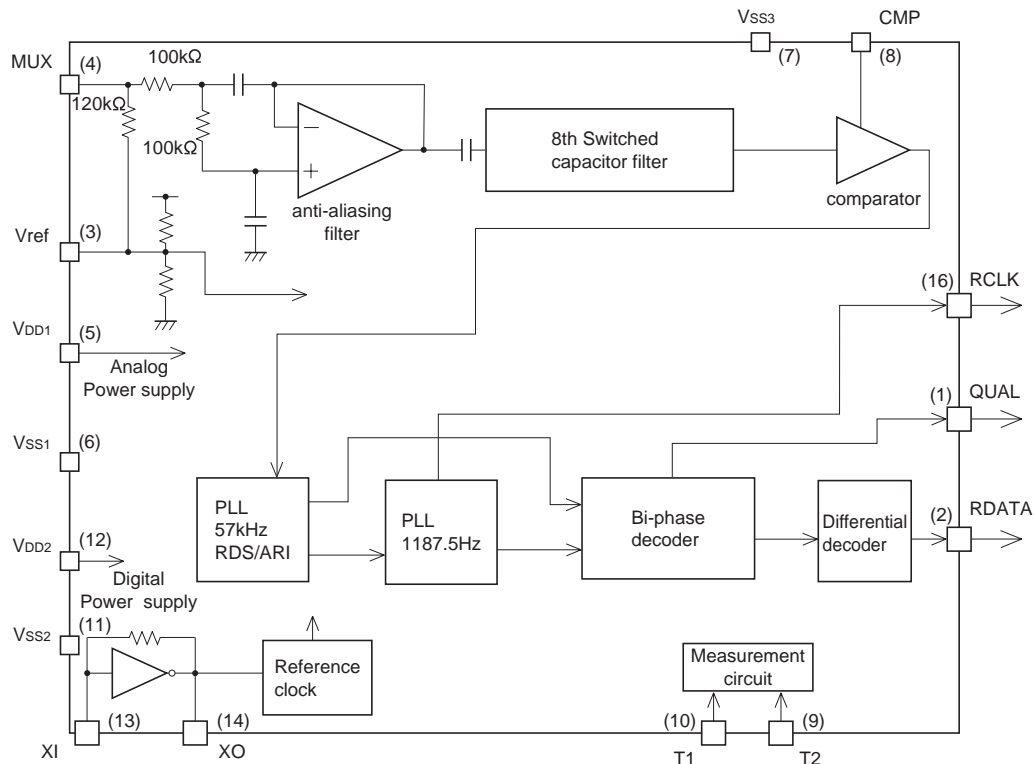 VSS3
CMP
(7)
(8)
MUX
(4)
100kΩ
120kΩ
100kΩ
−
+
8th Switched
capacitor filter
anti-aliasing
filter
comparator
Vref
(3)
(16)
RCLK
VDD1
(5)
Analog
Power supply
(1)
QUAL
VSS1
(6)
PLL
57kHz
RDS/ARI
PLL
1187.5Hz
Bi-phase
decoder
Differential
decoder
(2)
RDATA
VDD2
(12)
Digital
Power supply
VSS2
(11)
Reference
clock
Measurement
circuit
(13)
(14)
(10)
(9)
XI
XO
T1
T2